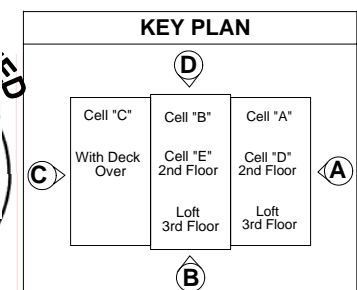 KEY PLAN
ED
D
Cell "C"
With Deck
Over
Cell "B"
Cell "E"
2nd Floor
Loft
3rd Floor
Cell "A"
Cell "D"
2nd Floor
Loft
3rd Floor
C
A
B